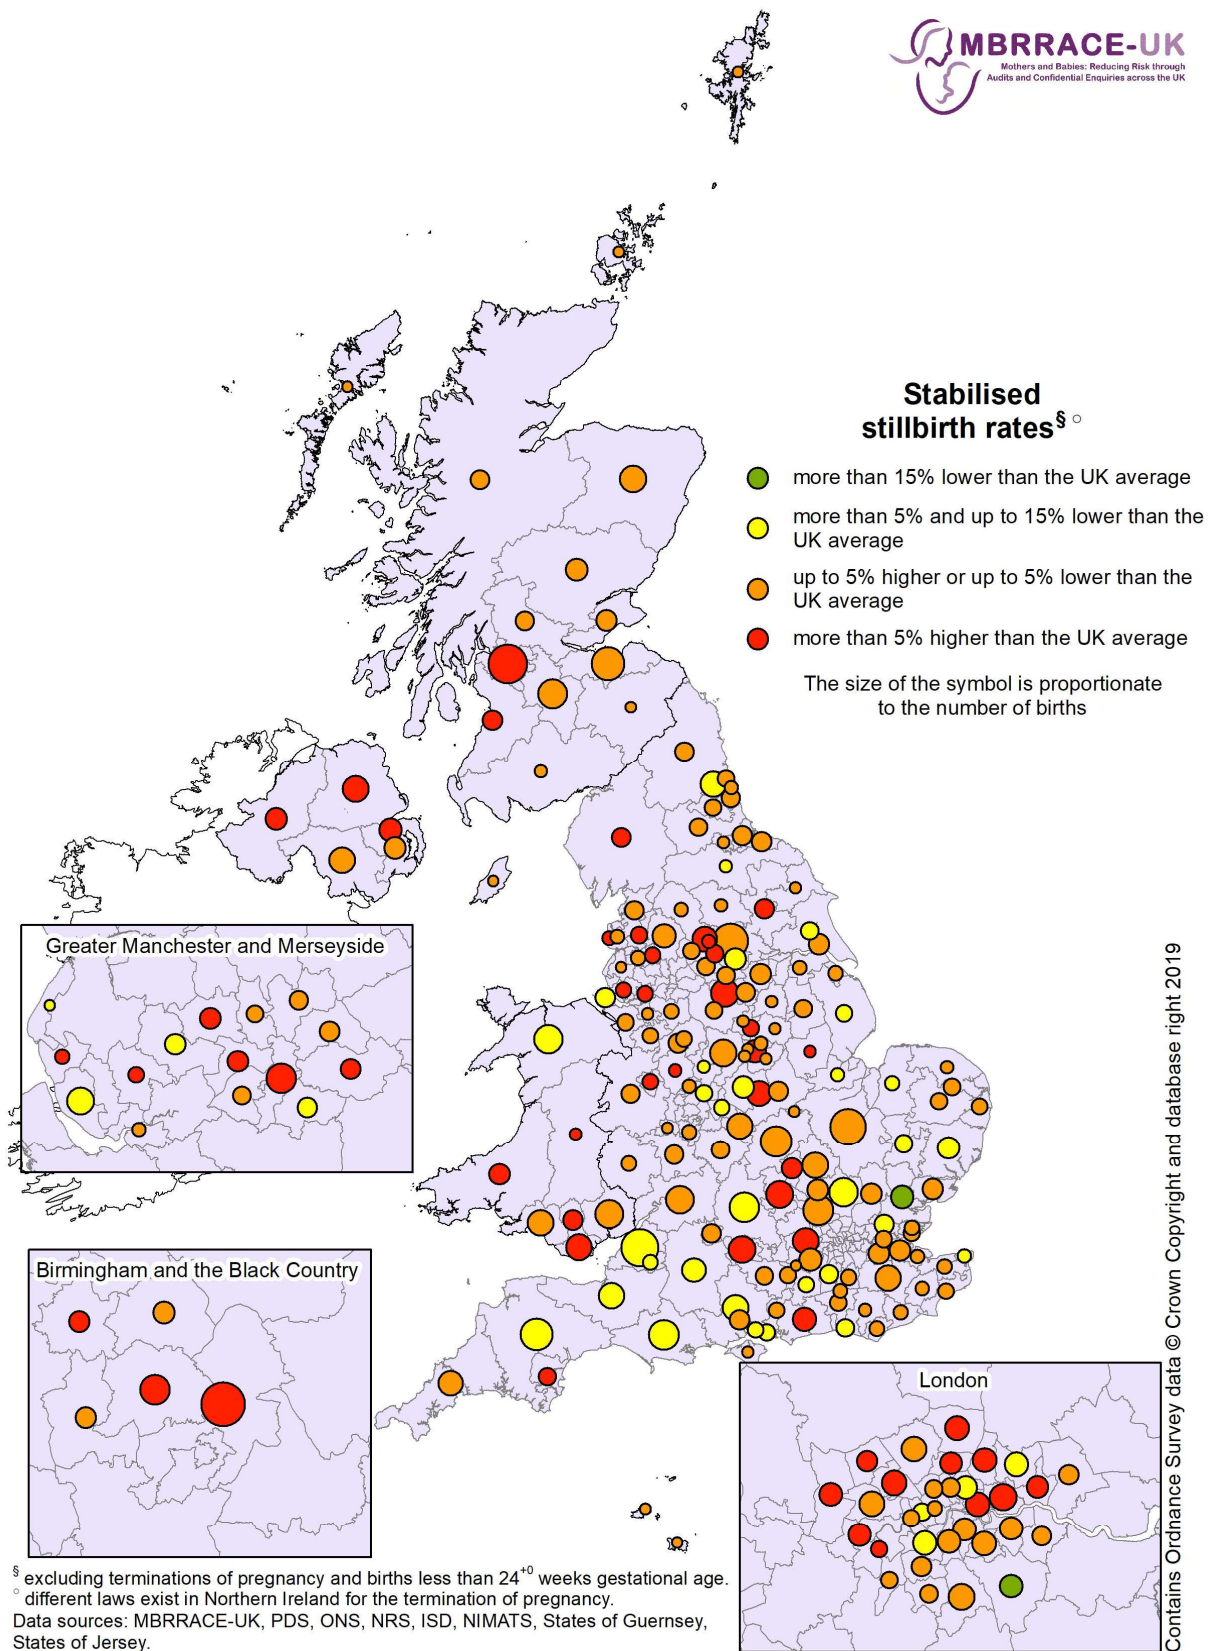 MBRRACE-UK
Mothers and Babies: Reducing Risk through
Audits and Confidential Enquiries across the UK
Stabilised
stillbirth rates§ ○
more than 15% lower than the UK average
more than 5% and up to 15% lower than the
UK average
up to 5% higher or up to 5% lower than the
UK average
more than 5% higher than the UK average
The size of the symbol is proportionate
to the number of births
Greater Manchester and Merseyside
Birmingham and the Black Country
London
Contains Ordnance Survey data © Crown Copyright and database right 2019
§ excluding terminations of pregnancy and births less than 24+0 weeks gestational age.
○ different laws exist in Northern Ireland for the termination of pregnancy.
Data sources: MBRRACE-UK, PDS, ONS, NRS, ISD, NIMATS, States of Guernsey,
States of Jersey.